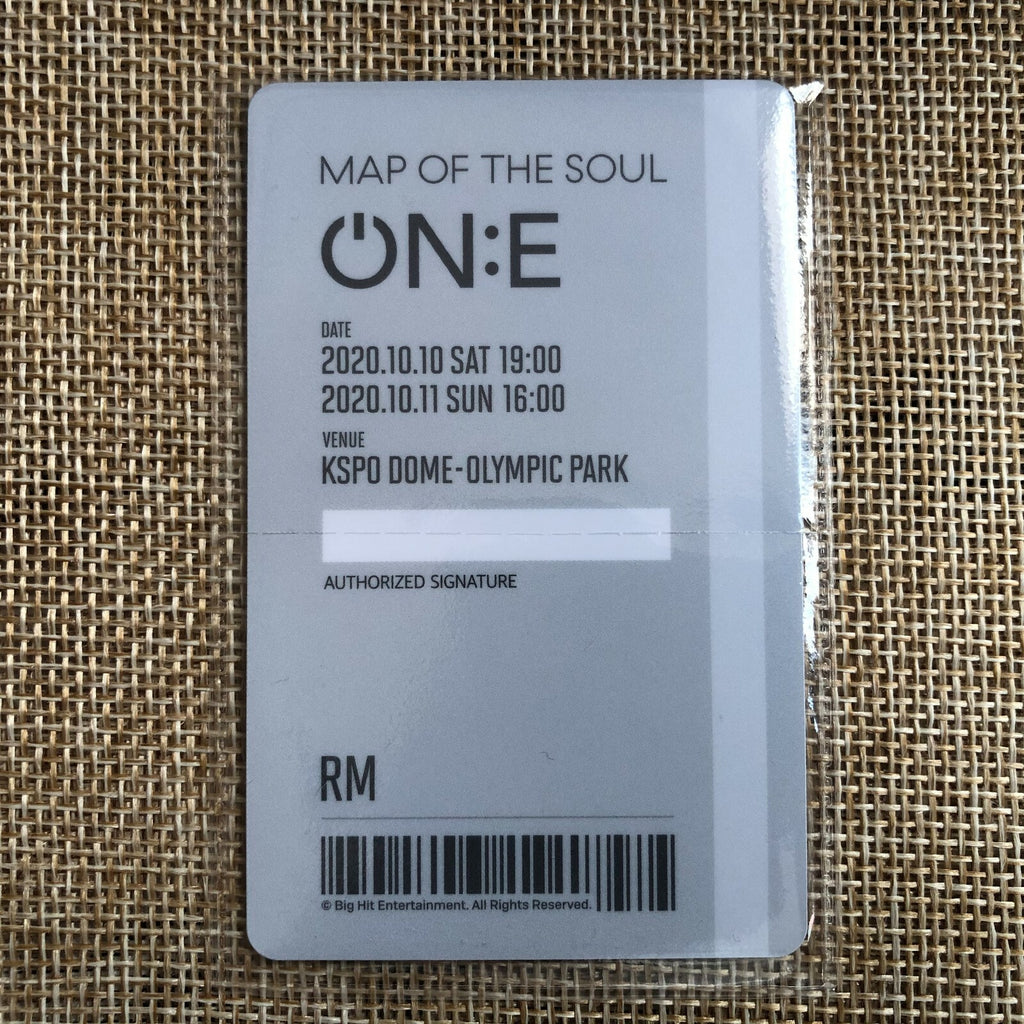 MAP OF THE SOUL
ON:E
DATE
2020.10.10 SAT 19:00
2020.10.11 SUN 16:00
VENUE
KSPO DOME-OLYMPIC PARK
AUTHORIZED SIGNATURE
RM
© Big Hit Entertainment. All Rights Reserved.